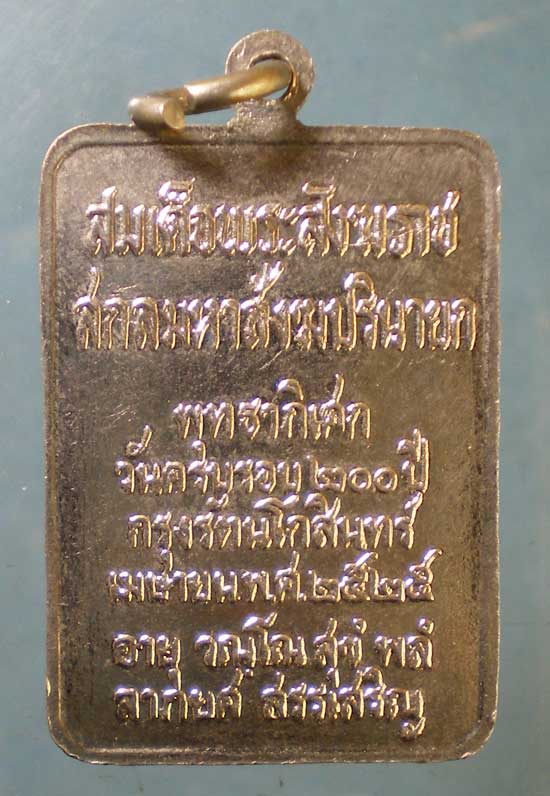 สมเด็จพระสังฆราช
สกลมหาสังฆปรินายก
พุทธาภิเศก
วันครบรอบ ๒๐๐ ปี
กรุงรัตนโกสินทร์
เมษายน พ.ศ. ๒๕๒๕
อายุ วณฺโณ สุขํ พลํ
ลาภ ยศ สรรเสริญ